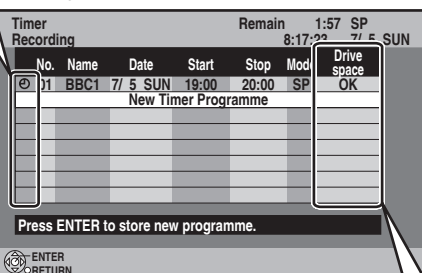 Timer Remain 1:57 SP
Recording 8:17:23 7/ 5 SUN
No. Name Date Start Stop Mode Drive space
01 BBC1 7/ 5 SUN 19:00 20:00 SP OK
New Timer Programme
Press ENTER to store new programme.
ENTER
RETURN